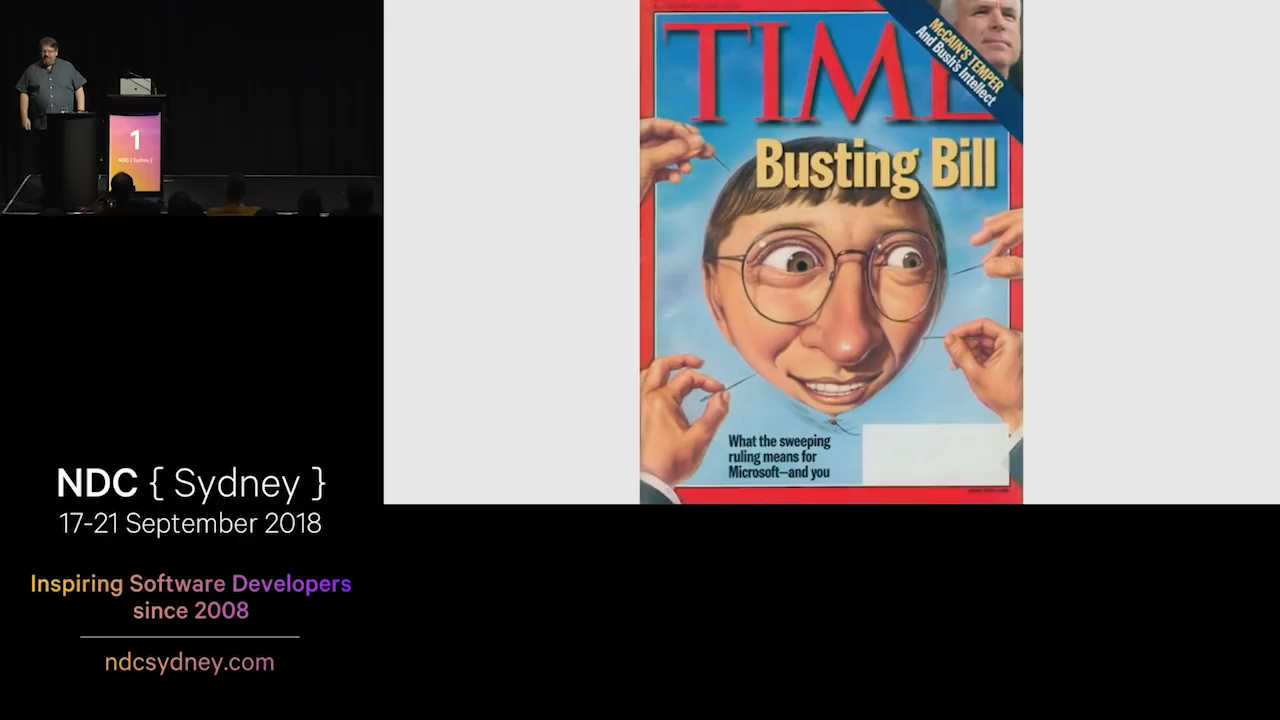 1
NDC { Sydney }
TIME
McCAIN'S TEMPER
And Bush's Intellect
Busting Bill
What the sweeping
ruling means for
Microsoft—and you
NDC { Sydney }
17-21 September 2018
Inspiring Software Developers
since 2008
ndcsydney.com